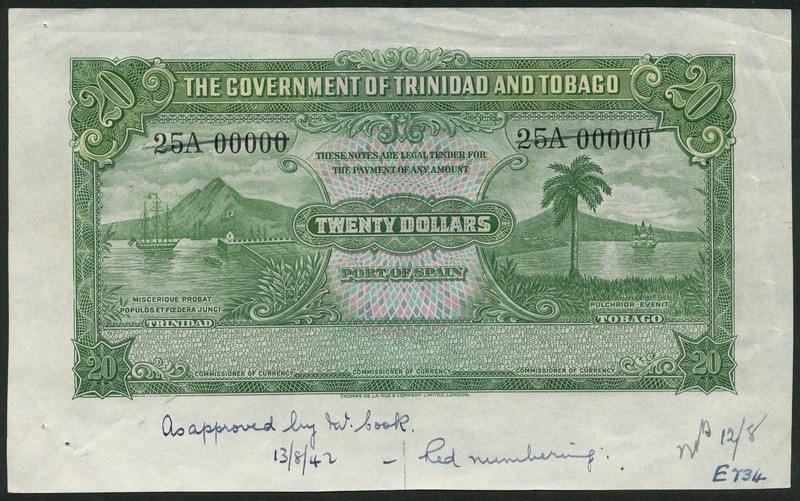 20 THE GOVERNMENT OF TRINIDAD AND TOBAGO 20
25A 00000 25A 00000
THESE NOTES ARE LEGAL TENDER FOR
THE PAYMENT OF ANY AMOUNT
TWENTY DOLLARS
PORT OF SPAIN
MISCERIQUE PROBAT
POPULOS ET FŒDERA JUNGI
TRINIDAD
PULCHRIOR EVENIT
TOBAGO
20 COMMISSIONER OF CURRENCY COMMISSIONER OF CURRENCY COMMISSIONER OF CURRENCY 20
THOMAS DE LA RUE & COMPANY LIMITED, LONDON.
As approved by Mr. Cook.
13/8/42 - Red numbering.
12/8
E734